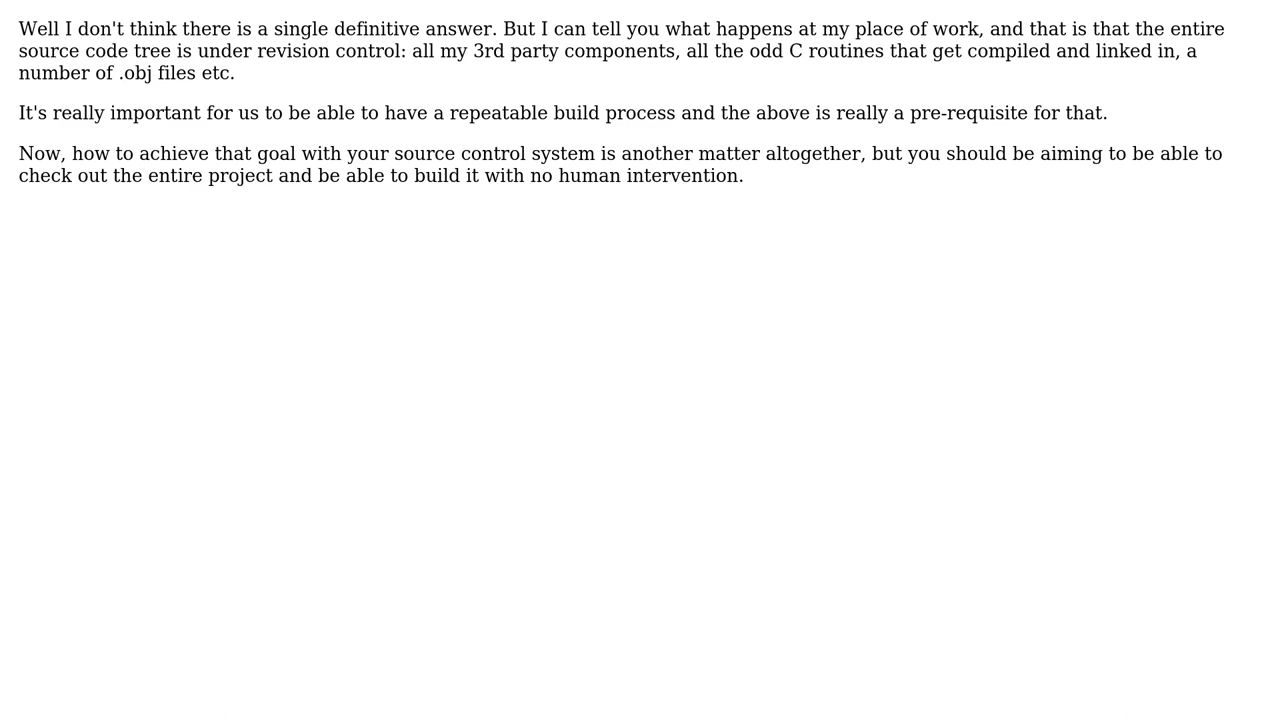 Well I don't think there is a single definitive answer. But I can tell you what happens at my place of work, and that is that the entire
source code tree is under revision control: all my 3rd party components, all the odd C routines that get compiled and linked in, a
number of .obj files etc.
It's really important for us to be able to have a repeatable build process and the above is really a pre-requisite for that.
Now, how to achieve that goal with your source control system is another matter altogether, but you should be aiming to be able to
check out the entire project and be able to build it with no human intervention.